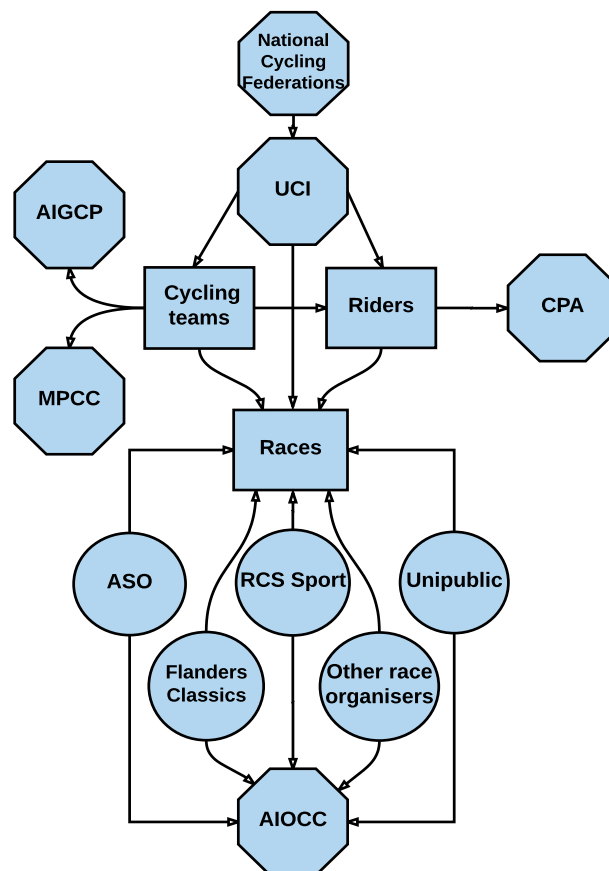 National
Cycling
Federations
UCI
AIGCP
Cycling
teams
Riders
CPA
MPCC
Races
ASO
RCS Sport
Unipublic
Flanders
Classics
Other race
organisers
AIOCC